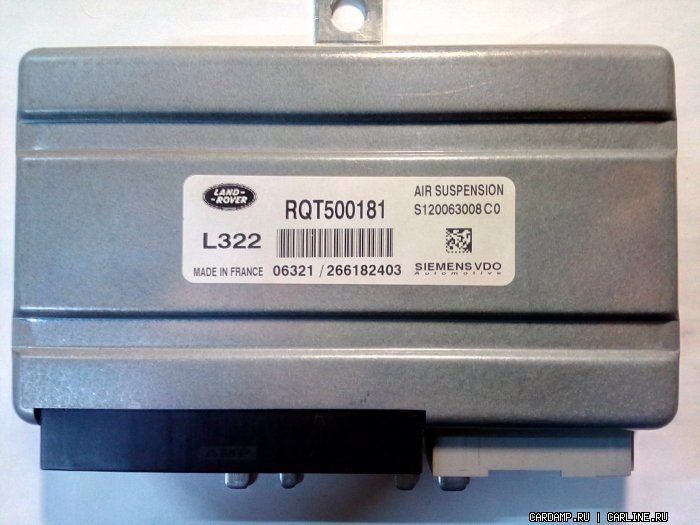 LAND-
-ROVER
RQT500181
AIR SUSPENSION
S120063008 C0
L322
MADE IN FRANCE
06321 / 266182403
SIEMENS VDO
Automotive
AMP
CARDAMP.RU | CARLINE.RU